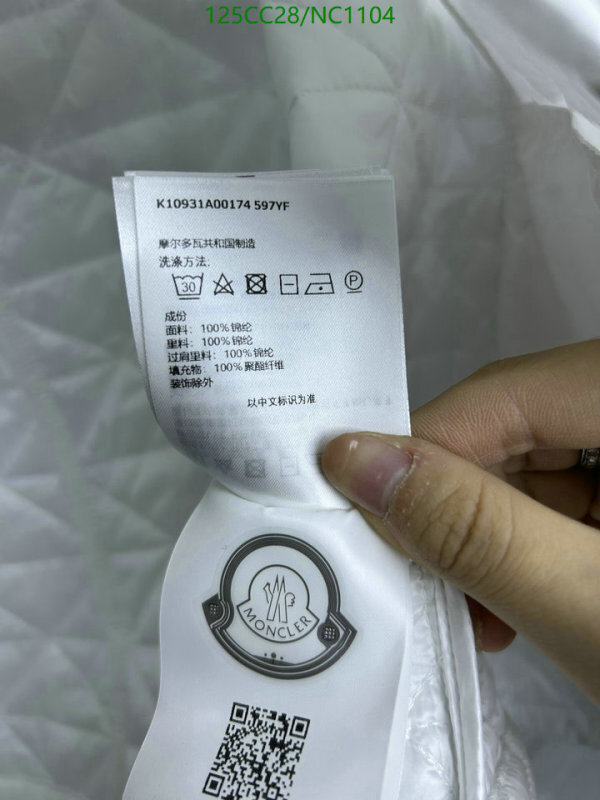 125CC28/NC1104
K10931A00174 597YF
摩尔多瓦共和国制造
洗涤方法:
30
P
成份
面料: 100% 锦纶
里料: 100% 锦纶
过肩里料: 100% 锦纶
填充物: 100% 聚酯纤维
装饰除外
以中文标识为准
MONCLER